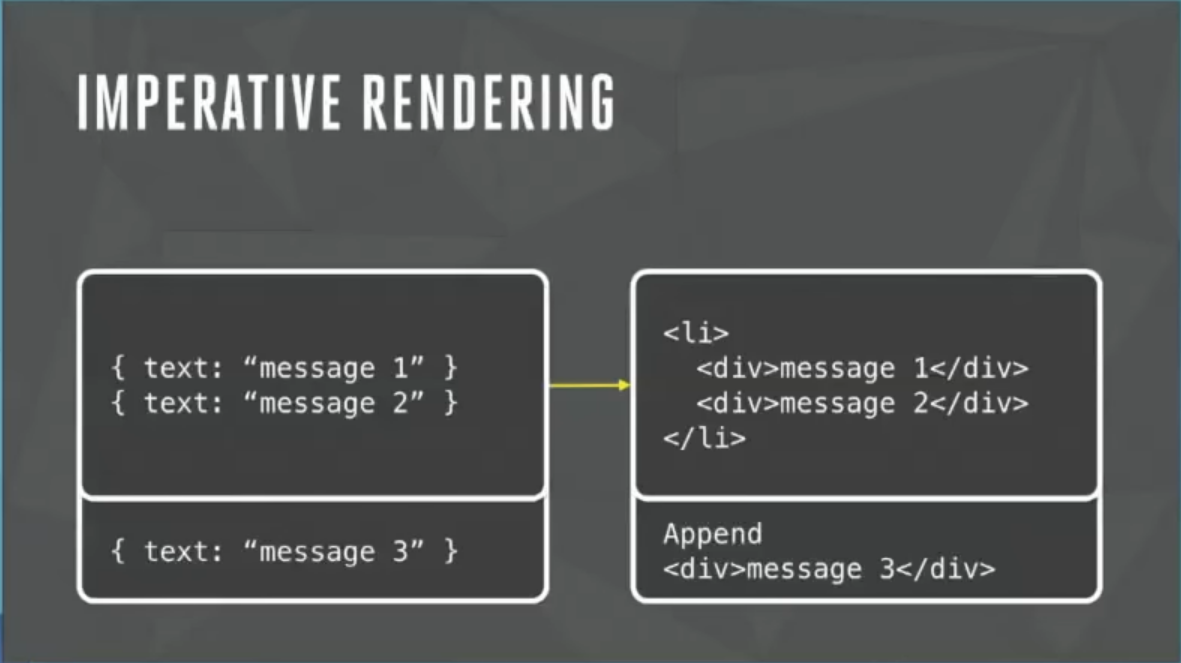 IMPERATIVE RENDERING
{ text: “message 1” }
{ text: “message 2” }
{ text: “message 3” }
<li>
  <div>message 1</div>
  <div>message 2</div>
</li>
Append
<div>message 3</div>